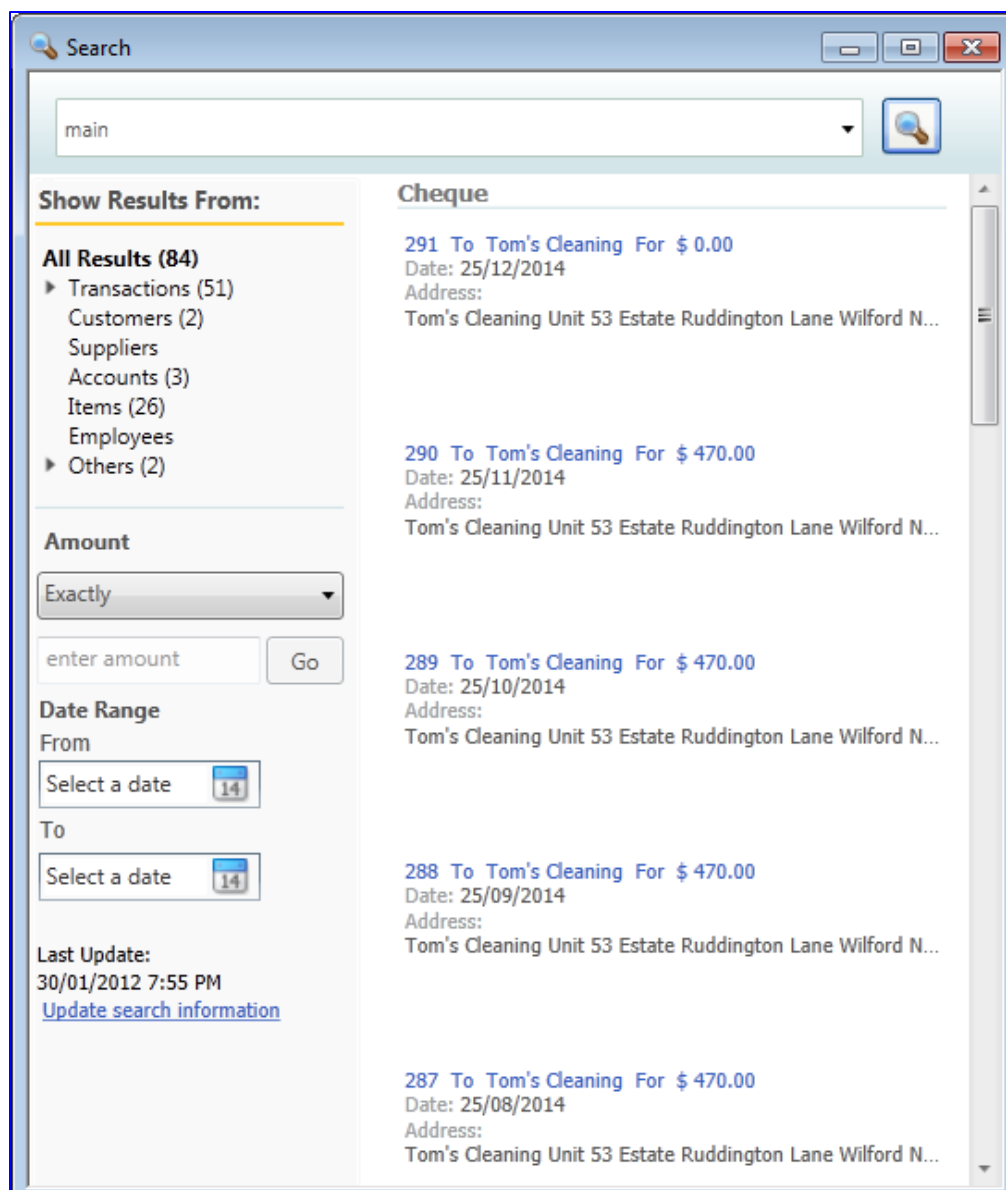 Search
main
Show Results From:
All Results (84)
Transactions (51)
Customers (2)
Suppliers
Accounts (3)
Items (26)
Employees
Others (2)
Amount
Exactly
enter amount
Go
Date Range
From
Select a date
14
To
Select a date
14
Last Update:
30/01/2012 7:55 PM
Update search information
Cheque
291 To Tom's Cleaning For $ 0.00
Date: 25/12/2014
Address:
Tom's Cleaning Unit 53 Estate Ruddington Lane Wilford N...
290 To Tom's Cleaning For $ 470.00
Date: 25/11/2014
Address:
Tom's Cleaning Unit 53 Estate Ruddington Lane Wilford N...
289 To Tom's Cleaning For $ 470.00
Date: 25/10/2014
Address:
Tom's Cleaning Unit 53 Estate Ruddington Lane Wilford N...
288 To Tom's Cleaning For $ 470.00
Date: 25/09/2014
Address:
Tom's Cleaning Unit 53 Estate Ruddington Lane Wilford N...
287 To Tom's Cleaning For $ 470.00
Date: 25/08/2014
Address:
Tom's Cleaning Unit 53 Estate Ruddington Lane Wilford N...